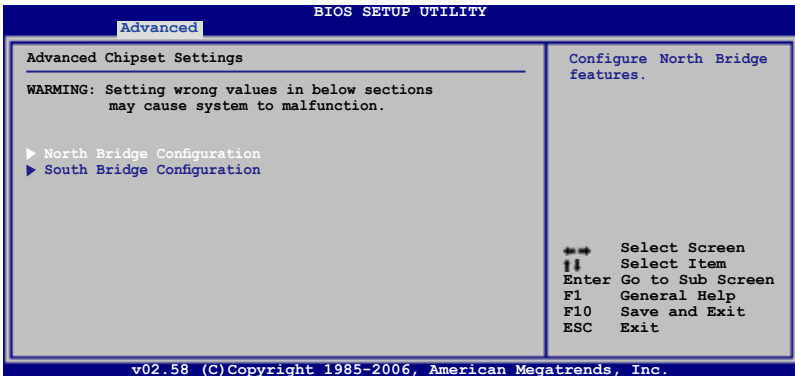 BIOS SETUP UTILITY
Advanced
Advanced Chipset Settings
WARMING: Setting wrong values in below sections
may cause system to malfunction.
North Bridge Configuration
South Bridge Configuration
Configure North Bridge
features.
Select Screen
Select Item
Enter Go to Sub Screen
F1 General Help
F10 Save and Exit
ESC Exit
v02.58 (C)Copyright 1985-2006, American Megatrends, Inc.